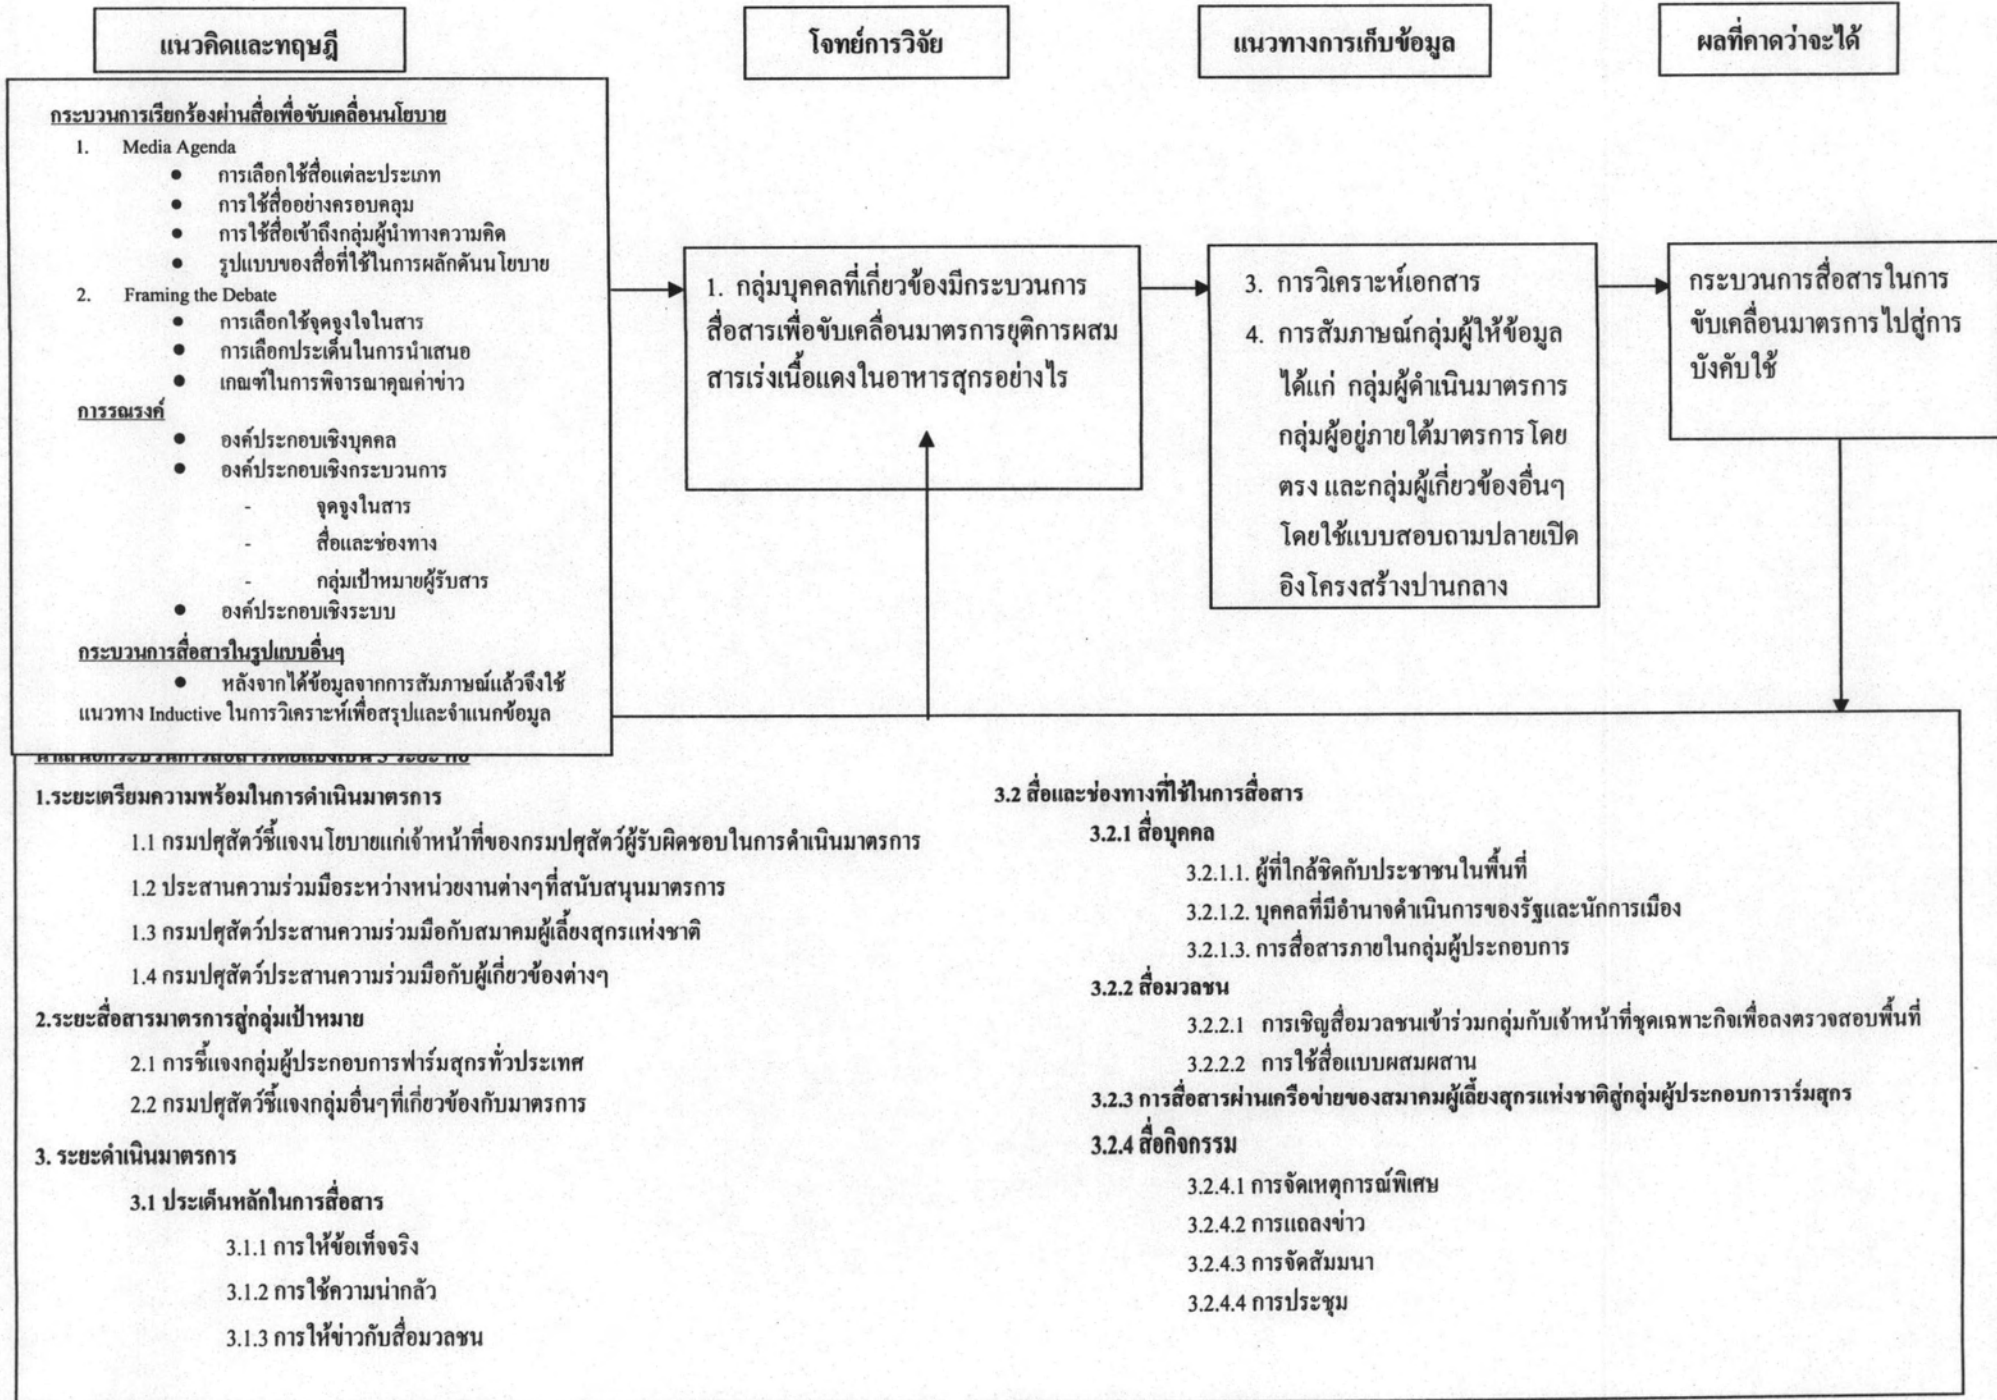 แนวคิดและทฤษฎี
โจทย์การวิจัย
แนวทางการเก็บข้อมูล
ผลที่คาดว่าจะได้
กระบวนการเรียกร้องผ่านสื่อเพื่อขับเคลื่อนนโยบาย
1. Media Agenda
● การเลือกใช้สื่อแต่ละประเภท
● การใช้สื่ออย่างครอบคลุม
● การใช้สื่อเข้าถึงกลุ่มผู้นำทางความคิด
● รูปแบบของสื่อที่ใช้ในการผลักดันนโยบาย
2. Framing the Debate
● การเลือกใช้จุดจูงใจในสาร
● การเลือกประเด็นในการนำเสนอ
● เกณฑ์ในการพิจารณาคุณค่าข่าว
การรณรงค์
● องค์ประกอบเชิงบุคคล
● องค์ประกอบเชิงกระบวนการ
- จุดจูงในสาร
- สื่อและช่องทาง
- กลุ่มเป้าหมายผู้รับสาร
● องค์ประกอบเชิงระบบ
กระบวนการสื่อสารในรูปแบบอื่นๆ
● หลังจากได้ข้อมูลจากการสัมภาษณ์แล้วจึงใช้
แนวทาง Inductive ในการวิเคราะห์เพื่อสรุปและจำแนกข้อมูล
1. กลุ่มบุคคลที่เกี่ยวข้องมีกระบวนการ
สื่อสารเพื่อขับเคลื่อนมาตรการยุติการผสม
สารเร่งเนื้อแดงในอาหารสุกรอย่างไร
3. การวิเคราะห์เอกสาร
4. การสัมภาษณ์กลุ่มผู้ให้ข้อมูล
ได้แก่ กลุ่มผู้ดำเนินมาตรการ
กลุ่มผู้อยู่ภายใต้มาตรการ โดย
ตรง และกลุ่มผู้เกี่ยวข้องอื่นๆ
โดยใช้แบบสอบถามปลายเปิด
อิงโครงสร้างปานกลาง
กระบวนการสื่อสารในการ
ขับเคลื่อนมาตรการไปสู่การ
บังคับใช้
นำเสนอกระบวนการสื่อสารโดยแบ่งเป็น 3 ระยะ คือ
1.ระยะเตรียมความพร้อมในการดำเนินมาตรการ
1.1 กรมปศุสัตว์ชี้แจงนโยบายแก่เจ้าหน้าที่ของกรมปศุสัตว์ผู้รับผิดชอบในการดำเนินมาตรการ
1.2 ประสานความร่วมมือระหว่างหน่วยงานต่างๆที่สนับสนุนมาตรการ
1.3 กรมปศุสัตว์ประสานความร่วมมือกับสมาคมผู้เลี้ยงสุกรแห่งชาติ
1.4 กรมปศุสัตว์ประสานความร่วมมือกับผู้เกี่ยวข้องต่างๆ
2.ระยะสื่อสารมาตรการสู่กลุ่มเป้าหมาย
2.1 การชี้แจงกลุ่มผู้ประกอบการฟาร์มสุกรทั่วประเทศ
2.2 กรมปศุสัตว์ชี้แจงกลุ่มอื่นๆที่เกี่ยวข้องกับมาตรการ
3. ระยะดำเนินมาตรการ
3.1 ประเด็นหลักในการสื่อสาร
3.1.1 การให้ข้อเท็จจริง
3.1.2 การใช้ความน่ากลัว
3.1.3 การให้ข่าวกับสื่อมวลชน
3.2 สื่อและช่องทางที่ใช้ในการสื่อสาร
3.2.1 สื่อบุคคล
3.2.1.1. ผู้ที่ใกล้ชิดกับประชาชนในพื้นที่
3.2.1.2. บุคคลที่มีอำนาจดำเนินการของรัฐและนักการเมือง
3.2.1.3. การสื่อสารภายในกลุ่มผู้ประกอบการ
3.2.2 สื่อมวลชน
3.2.2.1 การเชิญสื่อมวลชนเข้าร่วมกลุ่มกับเจ้าหน้าที่ชุดเฉพาะกิจเพื่อลงตรวจสอบพื้นที่
3.2.2.2 การใช้สื่อแบบผสมผสาน
3.2.3 การสื่อสารผ่านเครือข่ายของสมาคมผู้เลี้ยงสุกรแห่งชาติสู่กลุ่มผู้ประกอบการาร์มสุกร
3.2.4 สื่อกิจกรรม
3.2.4.1 การจัดเหตุการณ์พิเศษ
3.2.4.2 การแถลงข่าว
3.2.4.3 การจัดสัมมนา
3.2.4.4 การประชุม